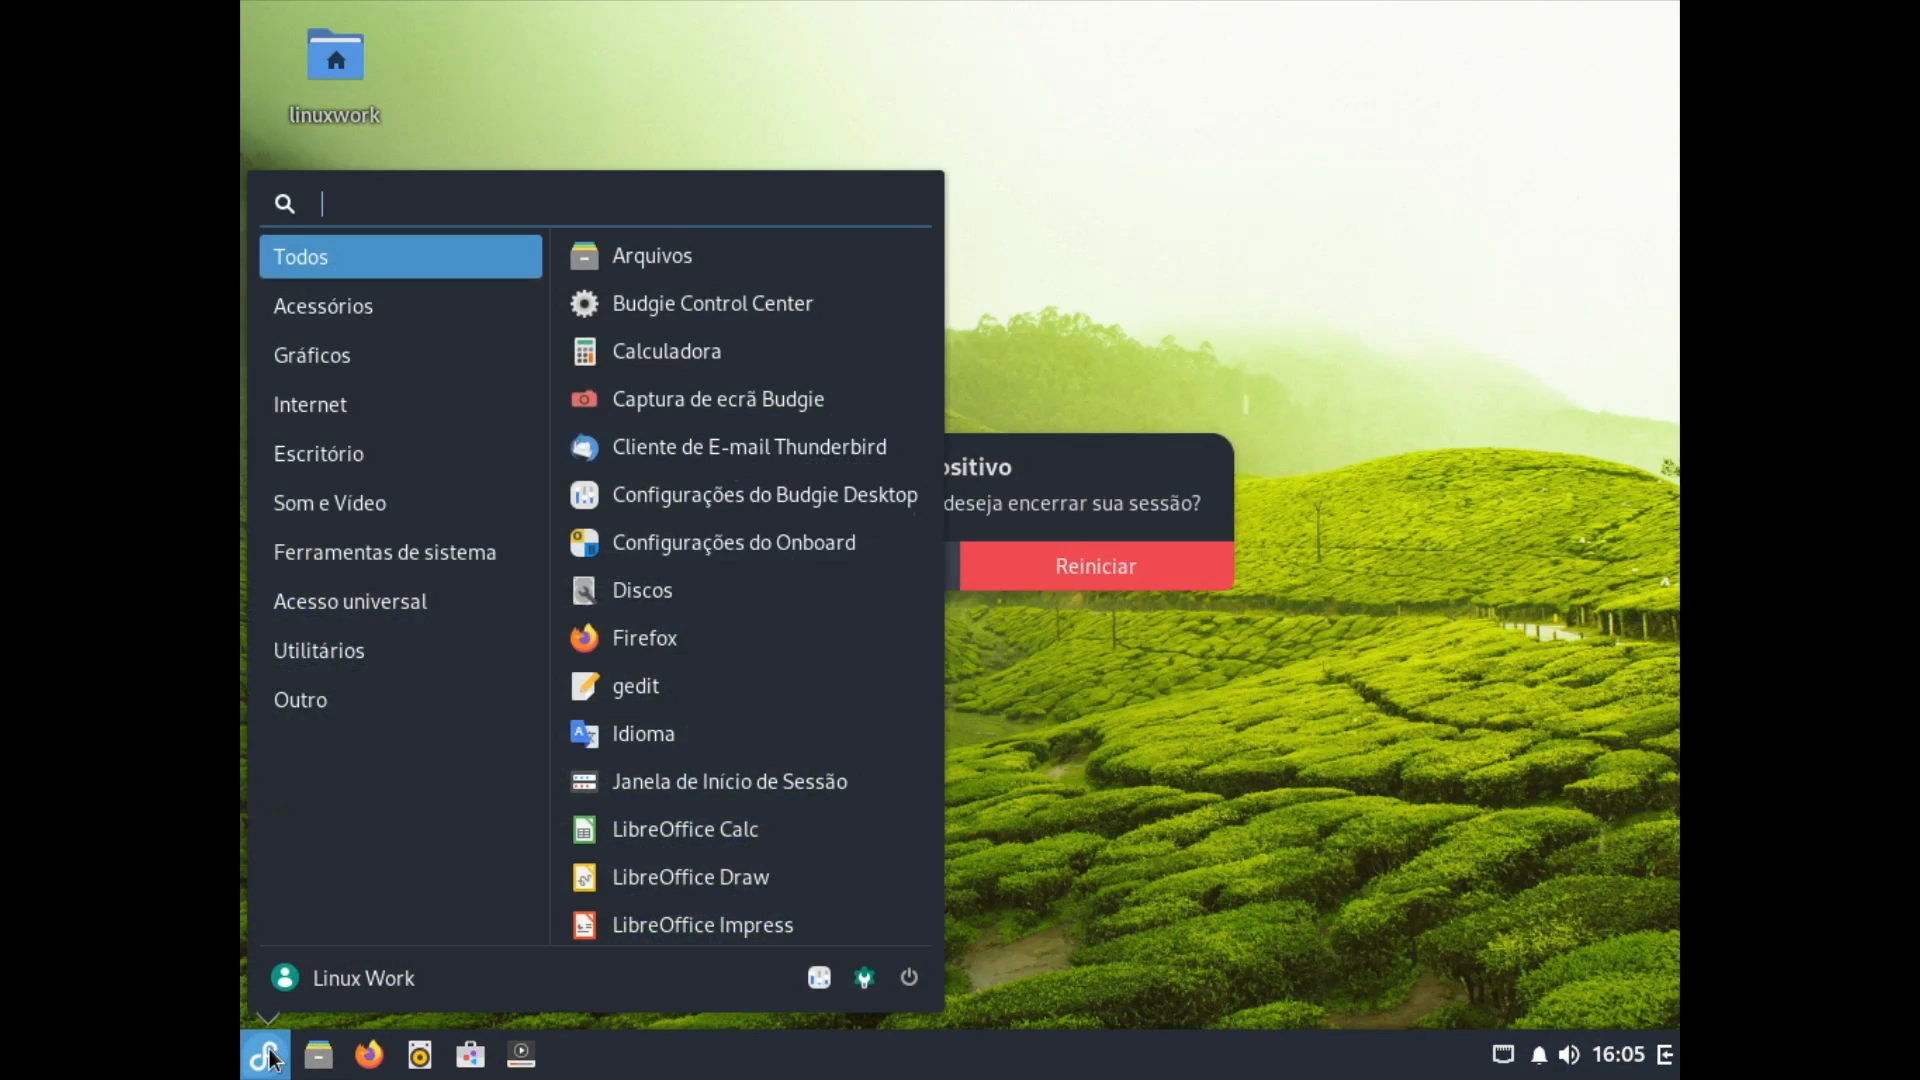 linuxwork
Todos
Acessórios
Gráficos
Internet
Escritório
Som e Vídeo
Ferramentas de sistema
Acesso universal
Utilitários
Outro
Arquivos
Budgie Control Center
Calculadora
Captura de ecrã Budgie
Cliente de E-mail Thunderbird
Configurações do Budgie Desktop
Configurações do Onboard
Discos
Firefox
gedit
Idioma
Janela de Início de Sessão
LibreOffice Calc
LibreOffice Draw
LibreOffice Impress
ositivo
deseja encerrar sua sessão?
Reiniciar
Linux Work
16:05